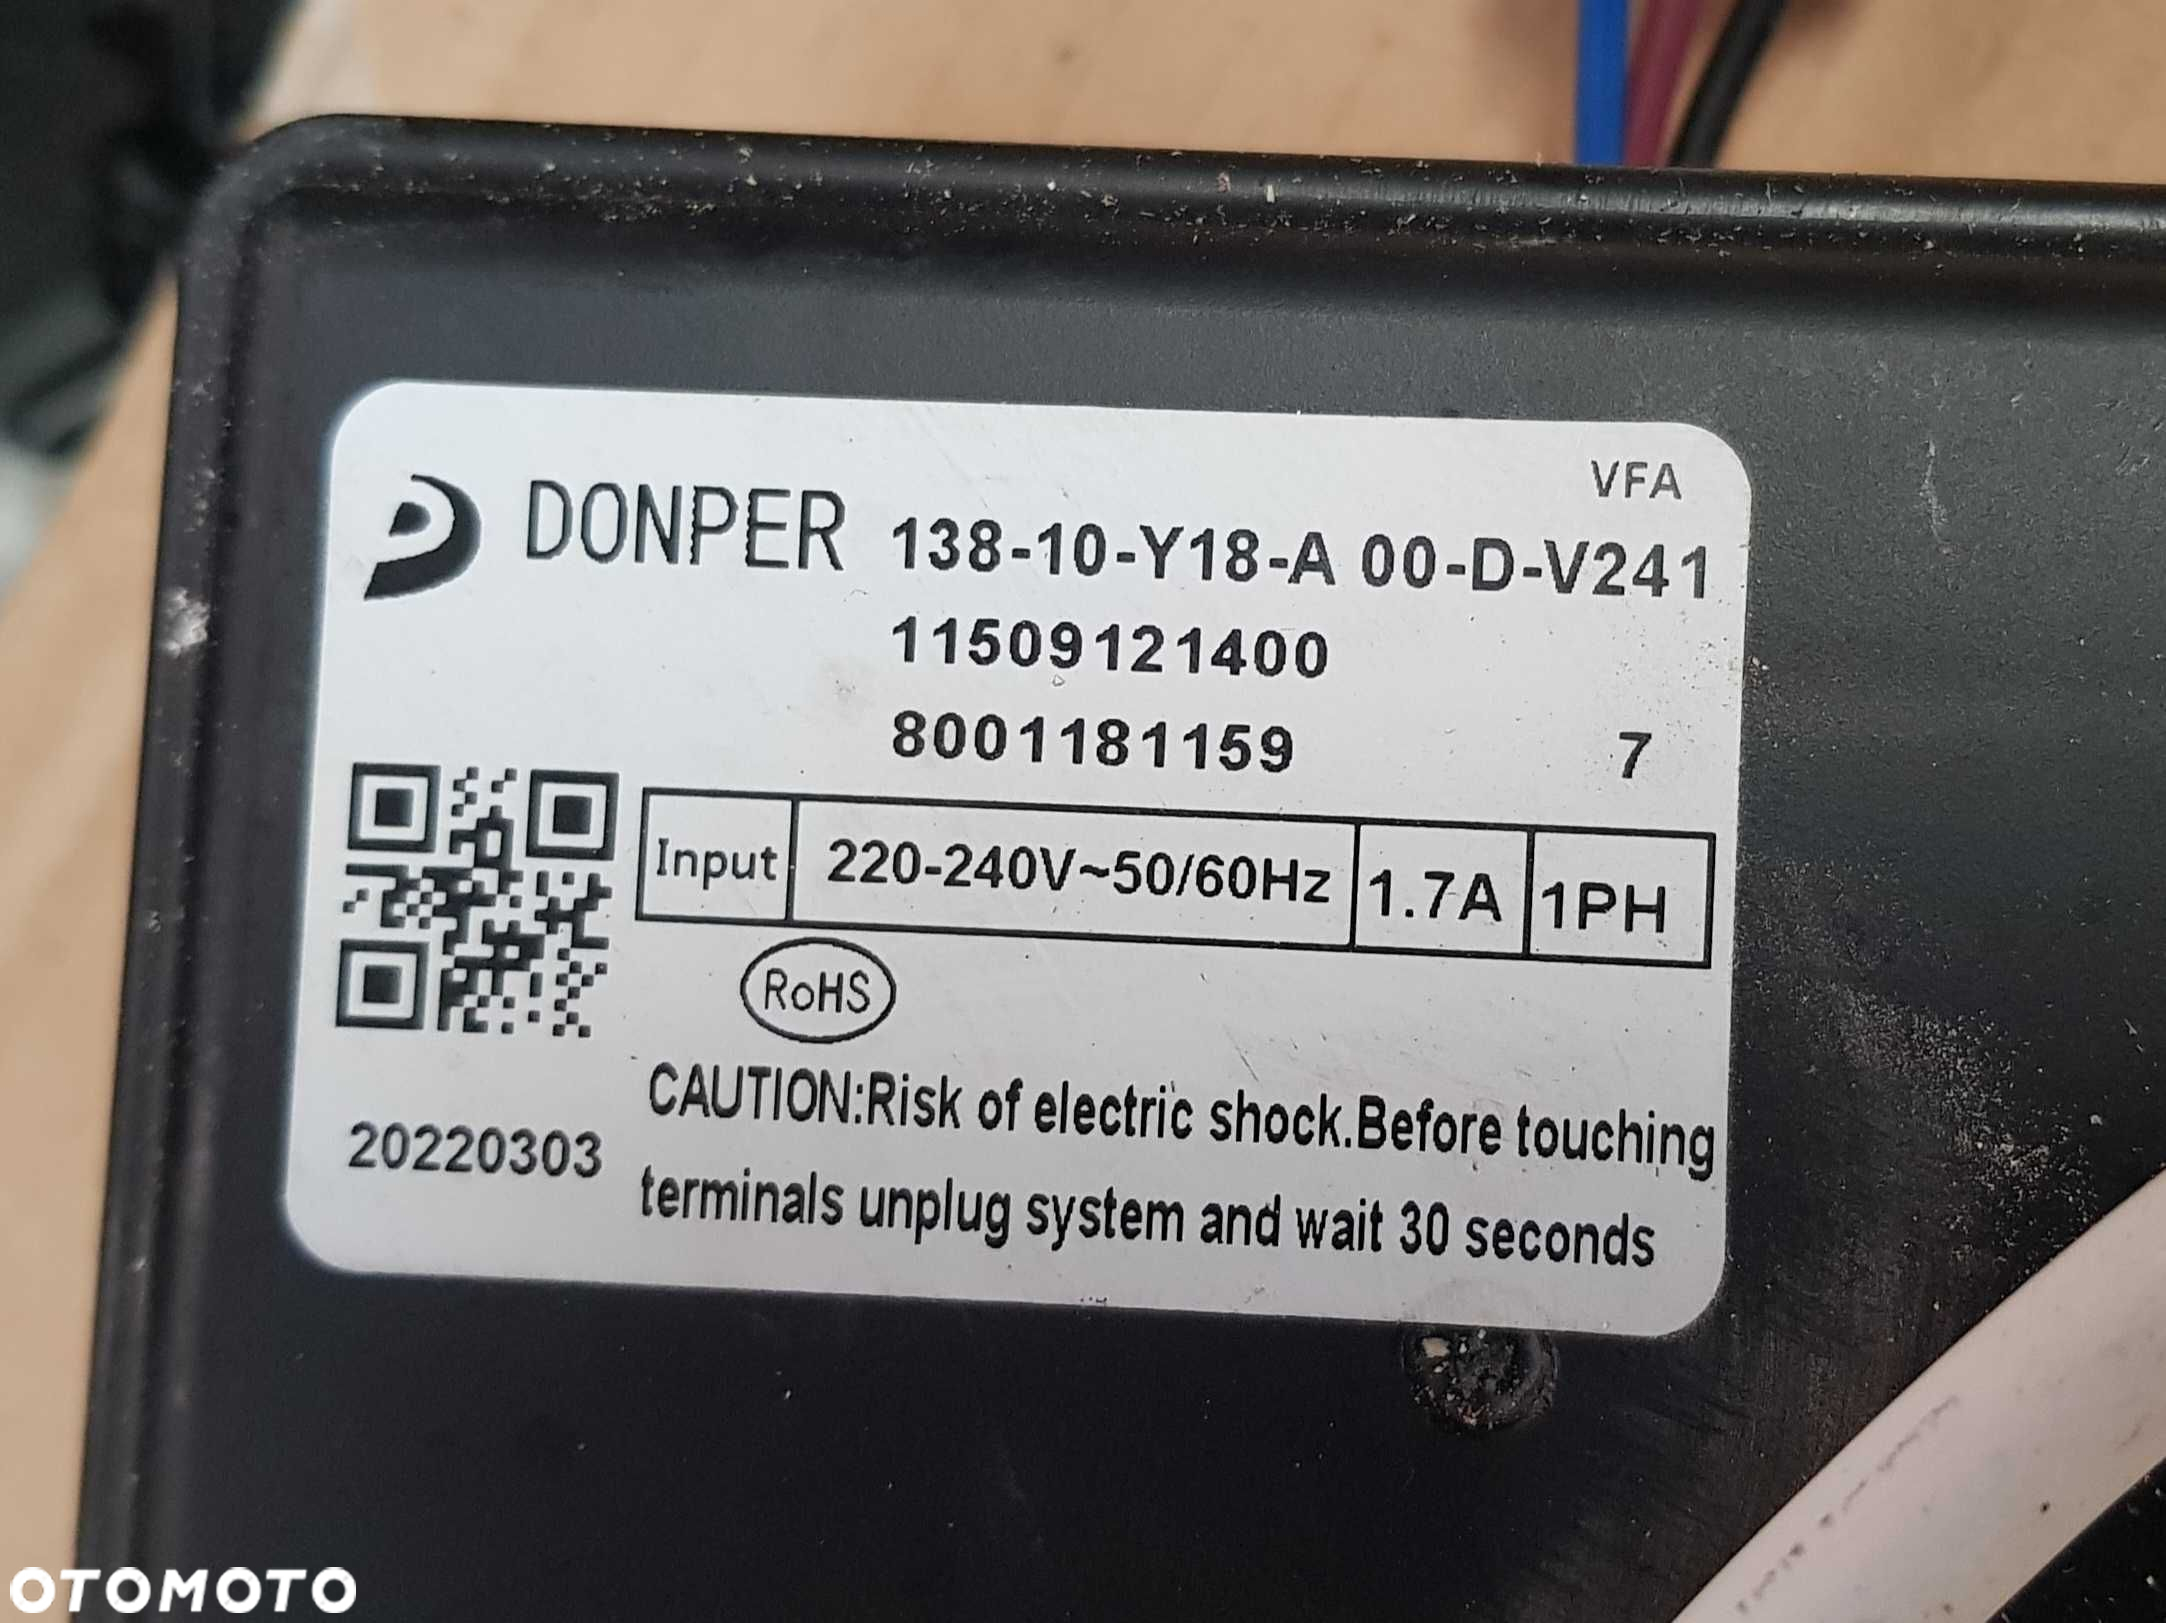 VFA
DONPER 138-10-Y18-A 00-D-V241
11509121400
8001181159 7
Input 220-240V~50/60Hz 1.7A 1PH
RoHS
CAUTION:Risk of electric shock.Before touching
20220303 terminals unplug system and wait 30 seconds
OTOMOTO